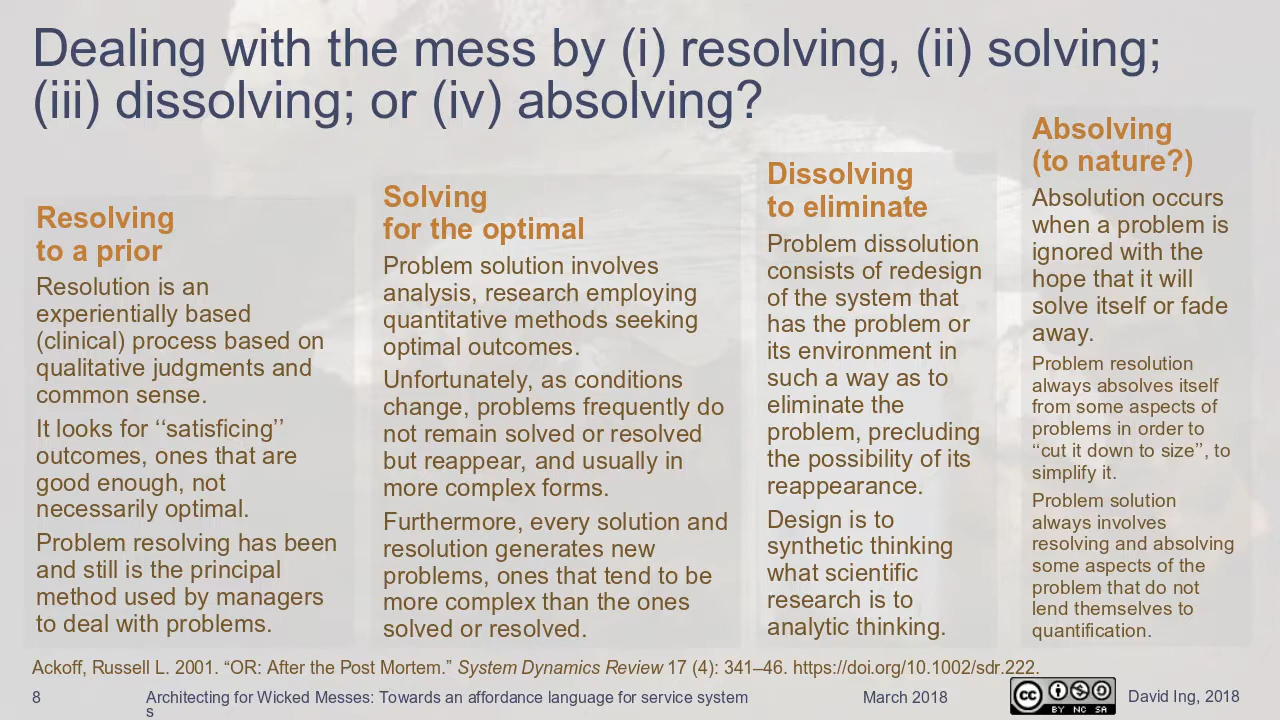 Dealing with the mess by (i) resolving, (ii) solving;
(iii) dissolving; or (iv) absolving?
Resolving
to a prior
Resolution is an
experientially based
(clinical) process based on
qualitative judgments and
common sense.
It looks for ‘‘satisficing’’
outcomes, ones that are
good enough, not
necessarily optimal.
Problem resolving has been
and still is the principal
method used by managers
to deal with problems.
Solving
for the optimal
Problem solution involves
analysis, research employing
quantitative methods seeking
optimal outcomes.
Unfortunately, as conditions
change, problems frequently do
not remain solved or resolved
but reappear, and usually in
more complex forms.
Furthermore, every solution and
resolution generates new
problems, ones that tend to be
more complex than the ones
solved or resolved.
Dissolving
to eliminate
Problem dissolution
consists of redesign
of the system that
has the problem or
its environment in
such a way as to
eliminate the
problem, precluding
the possibility of its
reappearance.
Design is to
synthetic thinking
what scientific
research is to
analytic thinking.
Absolving
(to nature?)
Absolution occurs
when a problem is
ignored with the
hope that it will
solve itself or fade
away.
Problem resolution
always absolves itself
from some aspects of
problems in order to
‘‘cut it down to size’’, to
simplify it.
Problem solution
always involves
resolving and absolving
some aspects of the
problem that do not
lend themselves to
quantification.
Ackoff, Russell L. 2001. “OR: After the Post Mortem.” System Dynamics Review 17 (4): 341–46. https://doi.org/10.1002/sdr.222.
8
Architecting for Wicked Messes: Towards an affordance language for service system
s
March 2018
cc
BY NC SA
David Ing, 2018